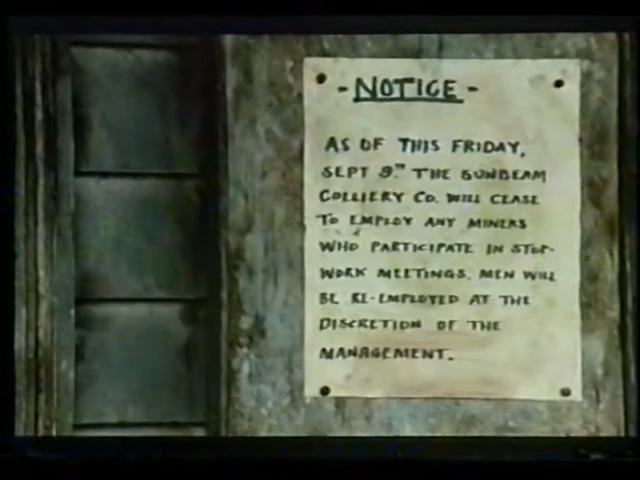 - NOTICE -
AS OF THIS FRIDAY,
SEPT 9TH THE SUNBEAM
COLLIERY CO. WILL CEASE
TO EMPLOY ANY MINERS
WHO PARTICIPATE IN STOP-
WORK MEETINGS. MEN WILL
BE RE-EMPLOYED AT THE
DISCRETION OF THE
MANAGEMENT.